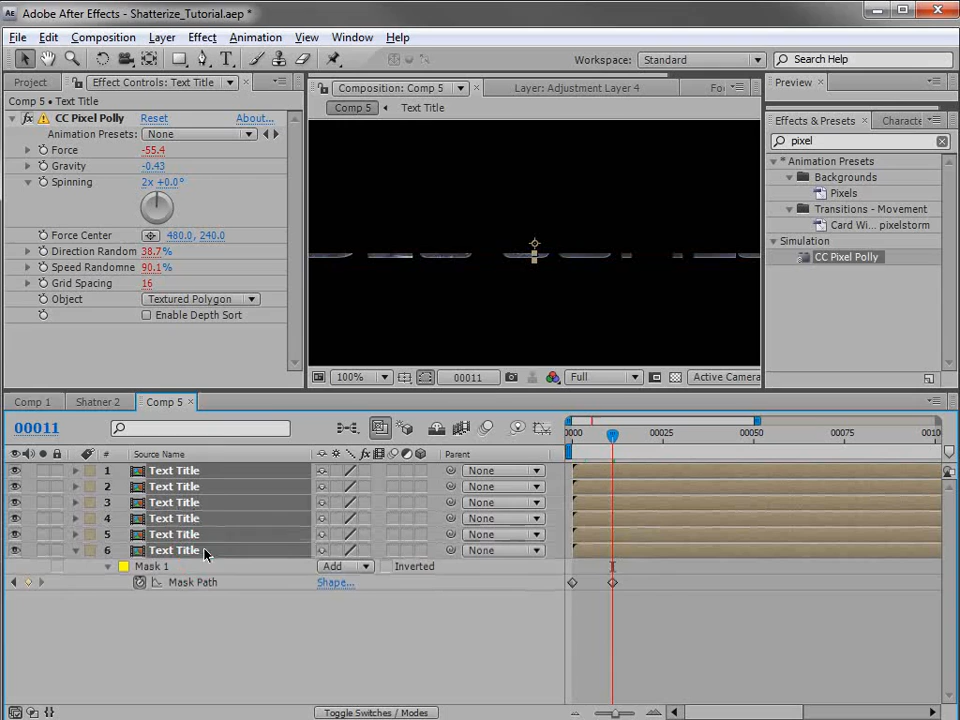 Adobe After Effects - Shatterize_Tutorial.aep *
File Edit Composition Layer Effect Animation View Window Help
Workspace: Standard Search Help
Project Effect Controls: Text Title Composition: Comp 5 Layer: Adjustment Layer 4 Fo Preview
Comp 5 • Text Title Comp 5 Text Title
CC Pixel Polly Reset About... Effects & Presets Characte
Animation Presets: None pixel
Force -55.4
Gravity -0.43
Spinning 2x +0.0°
Force Center 480.0, 240.0
Direction Random 38.7%
Speed Randomne 90.1%
Grid Spacing 16
Object Textured Polygon
Enable Depth Sort
* Animation Presets
Backgrounds
Pixels
Transitions - Movement
Card Wi... pixelstorm
Simulation
CC Pixel Polly
100% 00011 Full Active Camera
Comp 1 Shatner 2 Comp 5
00011 0000 00025 00050 00075 0010
# Source Name Parent
1 Text Title None
2 Text Title None
3 Text Title None
4 Text Title None
5 Text Title None
6 Text Title None
Mask 1 Add Inverted
Mask Path Shape...
Toggle Switches / Modes